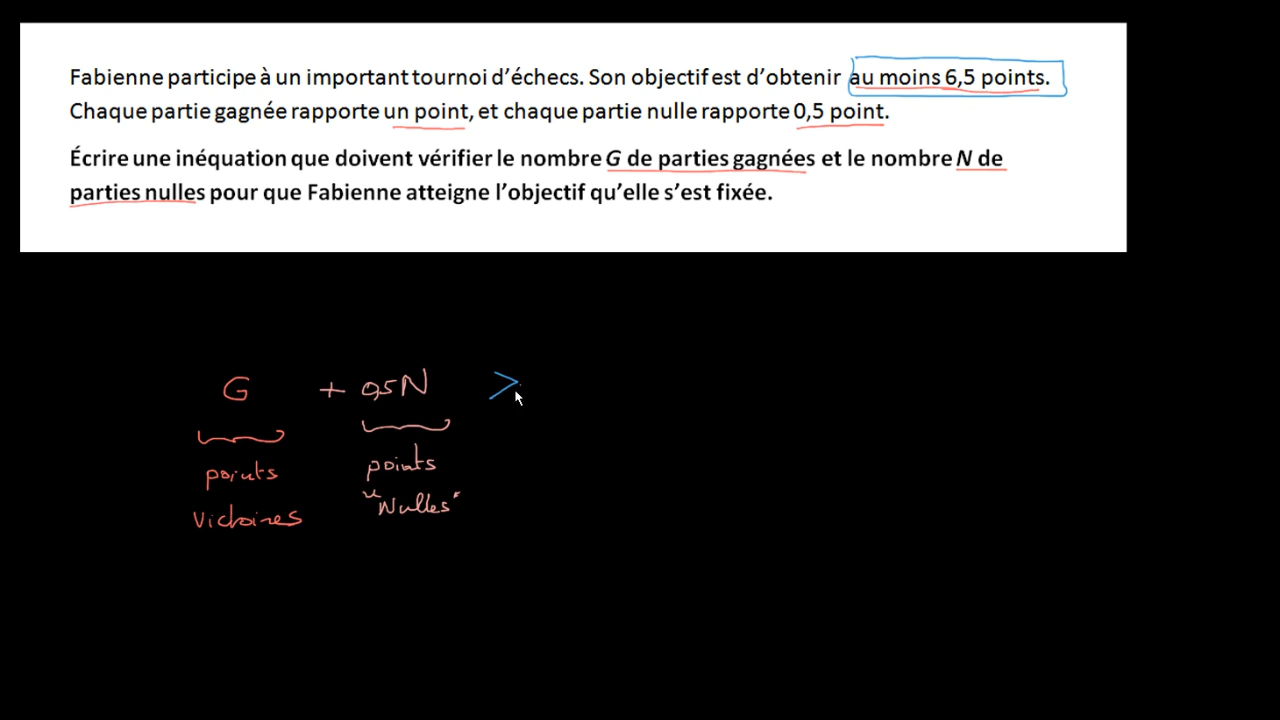 Fabienne participe à un important tournoi d'échecs. Son objectif est d'obtenir au moins 6,5 points.
Chaque partie gagnée rapporte un point, et chaque partie nulle rapporte 0,5 point.
Écrire une inéquation que doivent vérifier le nombre G de parties gagnées et le nombre N de
parties nulles pour que Fabienne atteigne l'objectif qu'elle s'est fixée.
G + 0,5 N >
points points
victoires "Nulles"